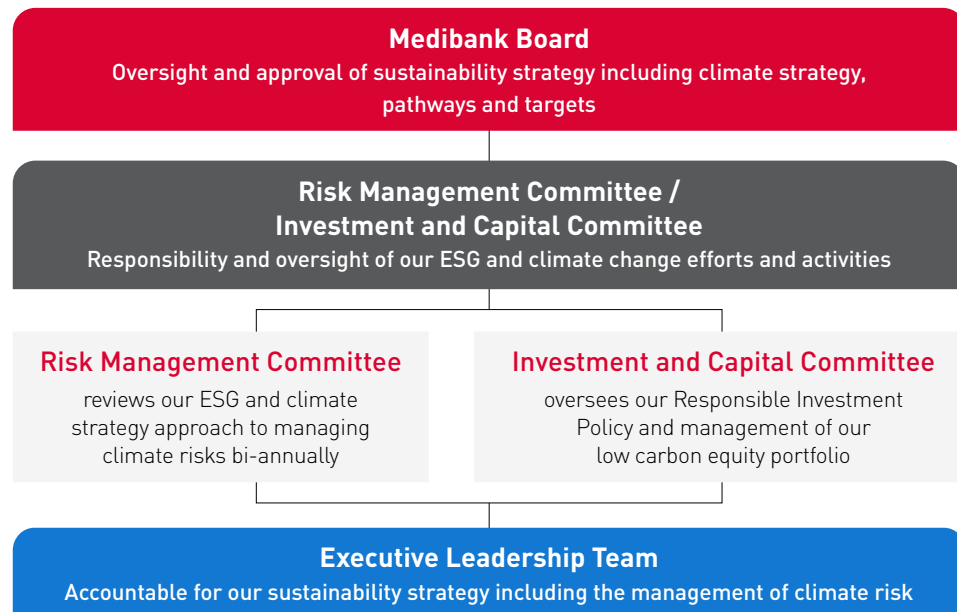 Medibank Board
Oversight and approval of sustainability strategy including climate strategy,
pathways and targets
Risk Management Committee /
Investment and Capital Committee
Responsibility and oversight of our ESG and climate change efforts and activities
Risk Management Committee
reviews our ESG and climate
strategy approach to managing
climate risks bi-annually
Investment and Capital Committee
oversees our Responsible Investment
Policy and management of our
low carbon equity portfolio
Executive Leadership Team
Accountable for our sustainability strategy including the management of climate risk